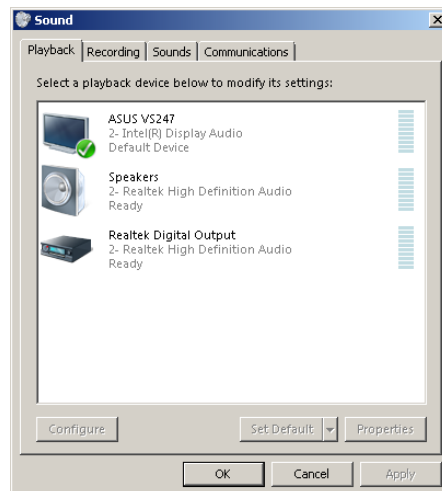 Sound
Playback Recording Sounds Communications
Select a playback device below to modify its settings:
ASUS VS247
2- Intel(R) Display Audio
Default Device
Speakers
2- Realtek High Definition Audio
Ready
Realtek Digital Output
2- Realtek High Definition Audio
Ready
Configure Set Default Properties
OK Cancel Apply